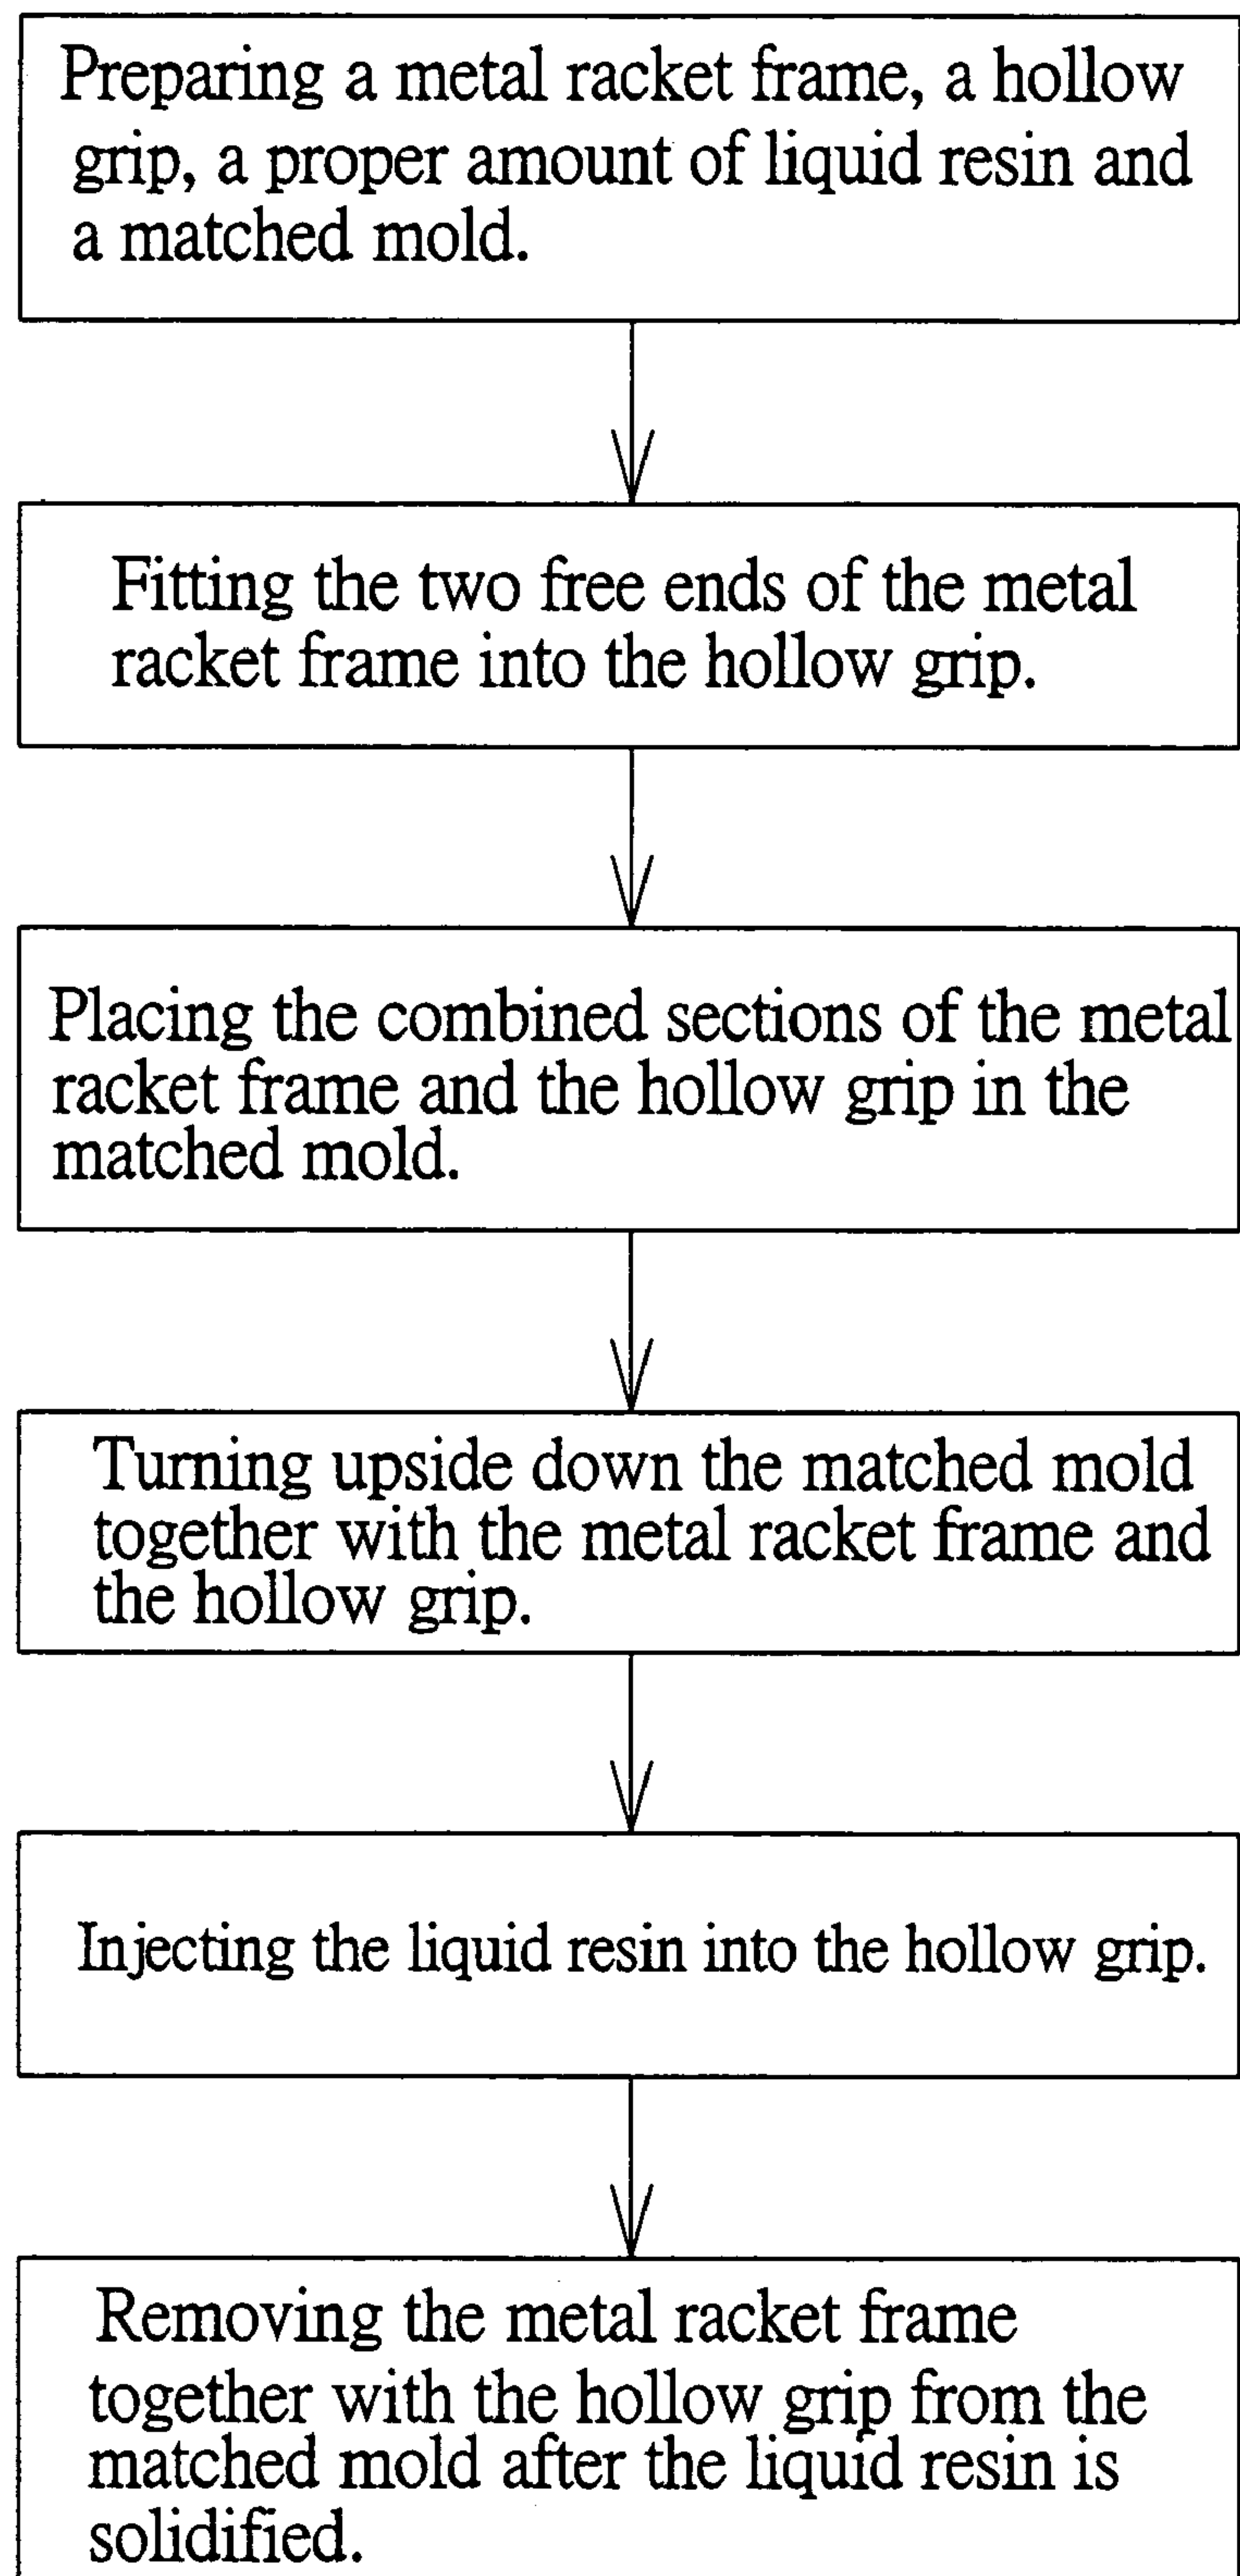 Preparing a metal racket frame, a hollow
grip, a proper amount of liquid resin and
a matched mold.
Fitting the two free ends of the metal
racket frame into the hollow grip.
Placing the combined sections of the metal
racket frame and the hollow grip in the
matched mold.
Turning upside down the matched mold
together with the metal racket frame and
the hollow grip.
Injecting the liquid resin into the hollow grip.
Removing the metal racket frame
together with the hollow grip from the
matched mold after the liquid resin is
solidified.